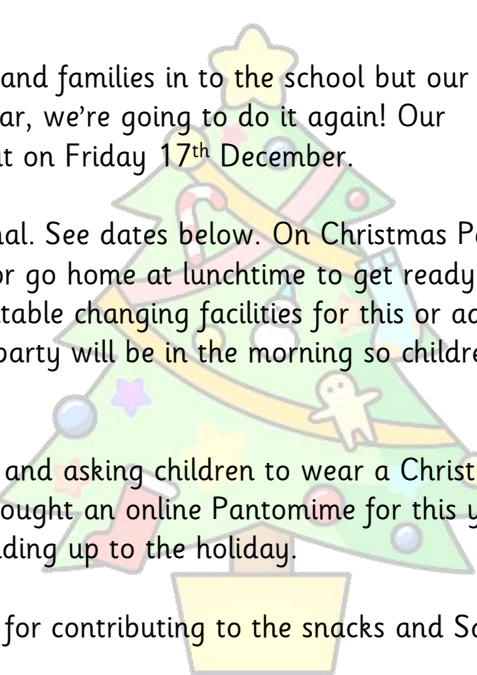 and families in to the school but our
ar, we're going to do it again! Our
t on Friday 17th December.
nal. See dates below. On Christmas P
or go home at lunchtime to get ready
table changing facilities for this or ad
party will be in the morning so childre
and asking children to wear a Christ
ought an online Pantomime for this y
ding up to the holiday.
for contributing to the snacks and Sa